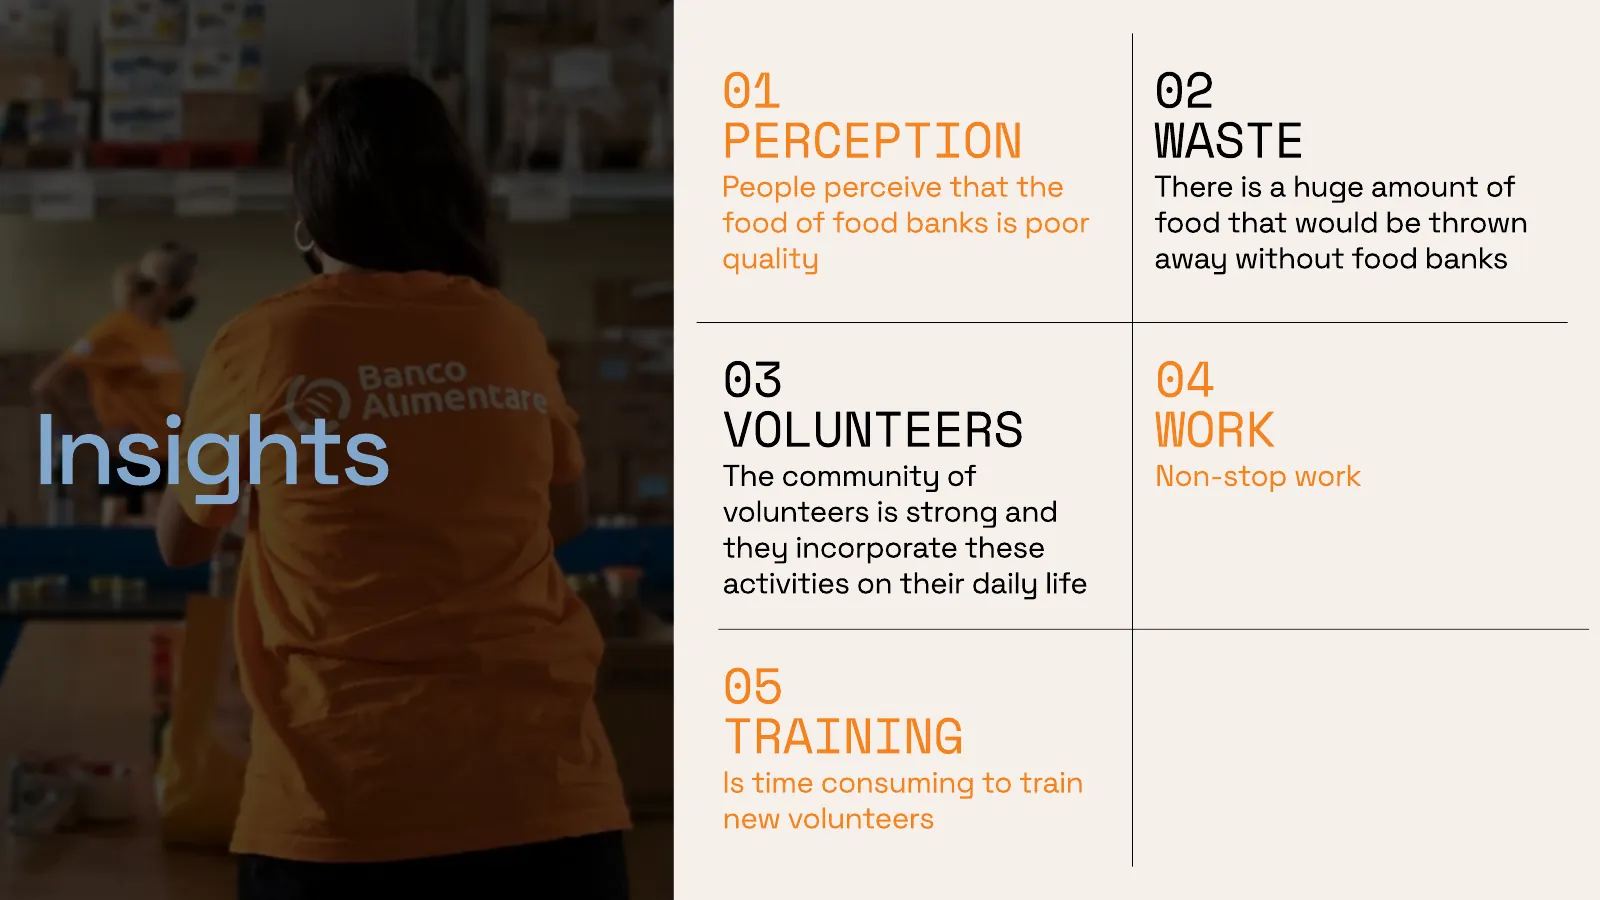 Banco
Alimentare
Insights
01
PERCEPTION
People perceive that the
food of food banks is poor
quality
02
WASTE
There is a huge amount of
food that would be thrown
away without food banks
03
VOLUNTEERS
The community of
volunteers is strong and
they incorporate these
activities on their daily life
04
WORK
Non-stop work
05
TRAINING
Is time consuming to train
new volunteers